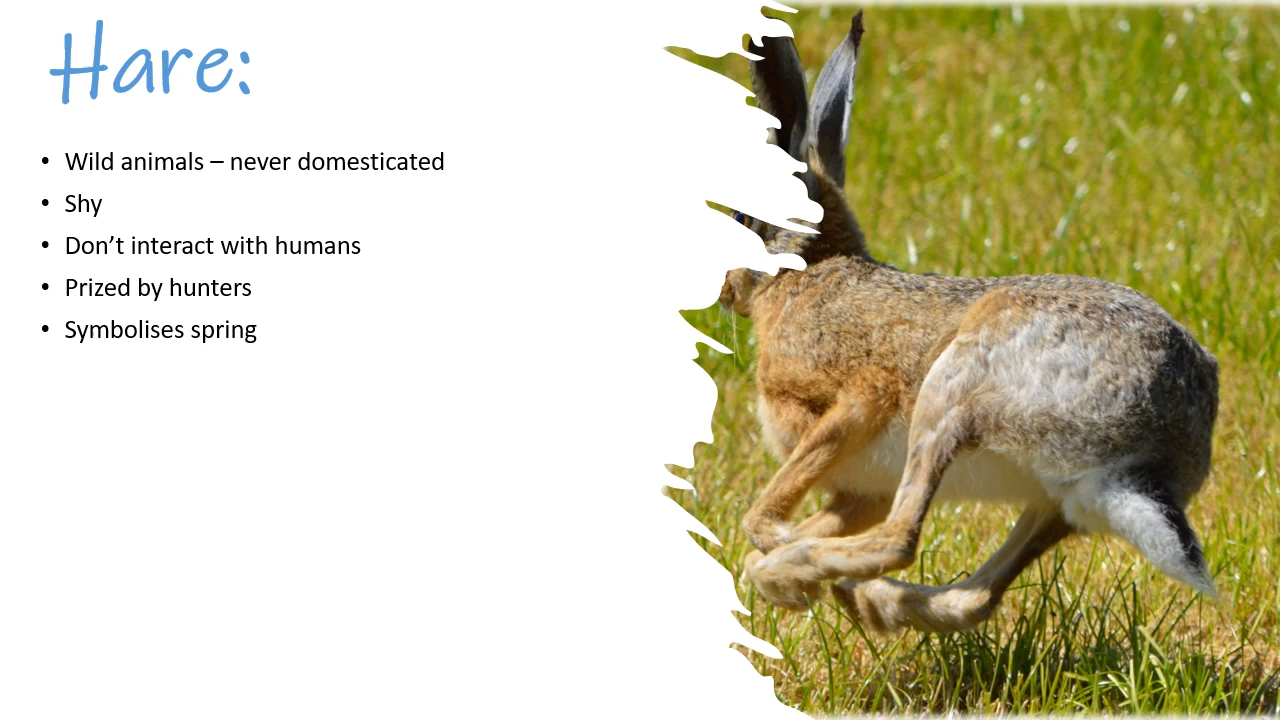 Hare:
• Wild animals – never domesticated
• Shy
• Don’t interact with humans
• Prized by hunters
• Symbolises spring